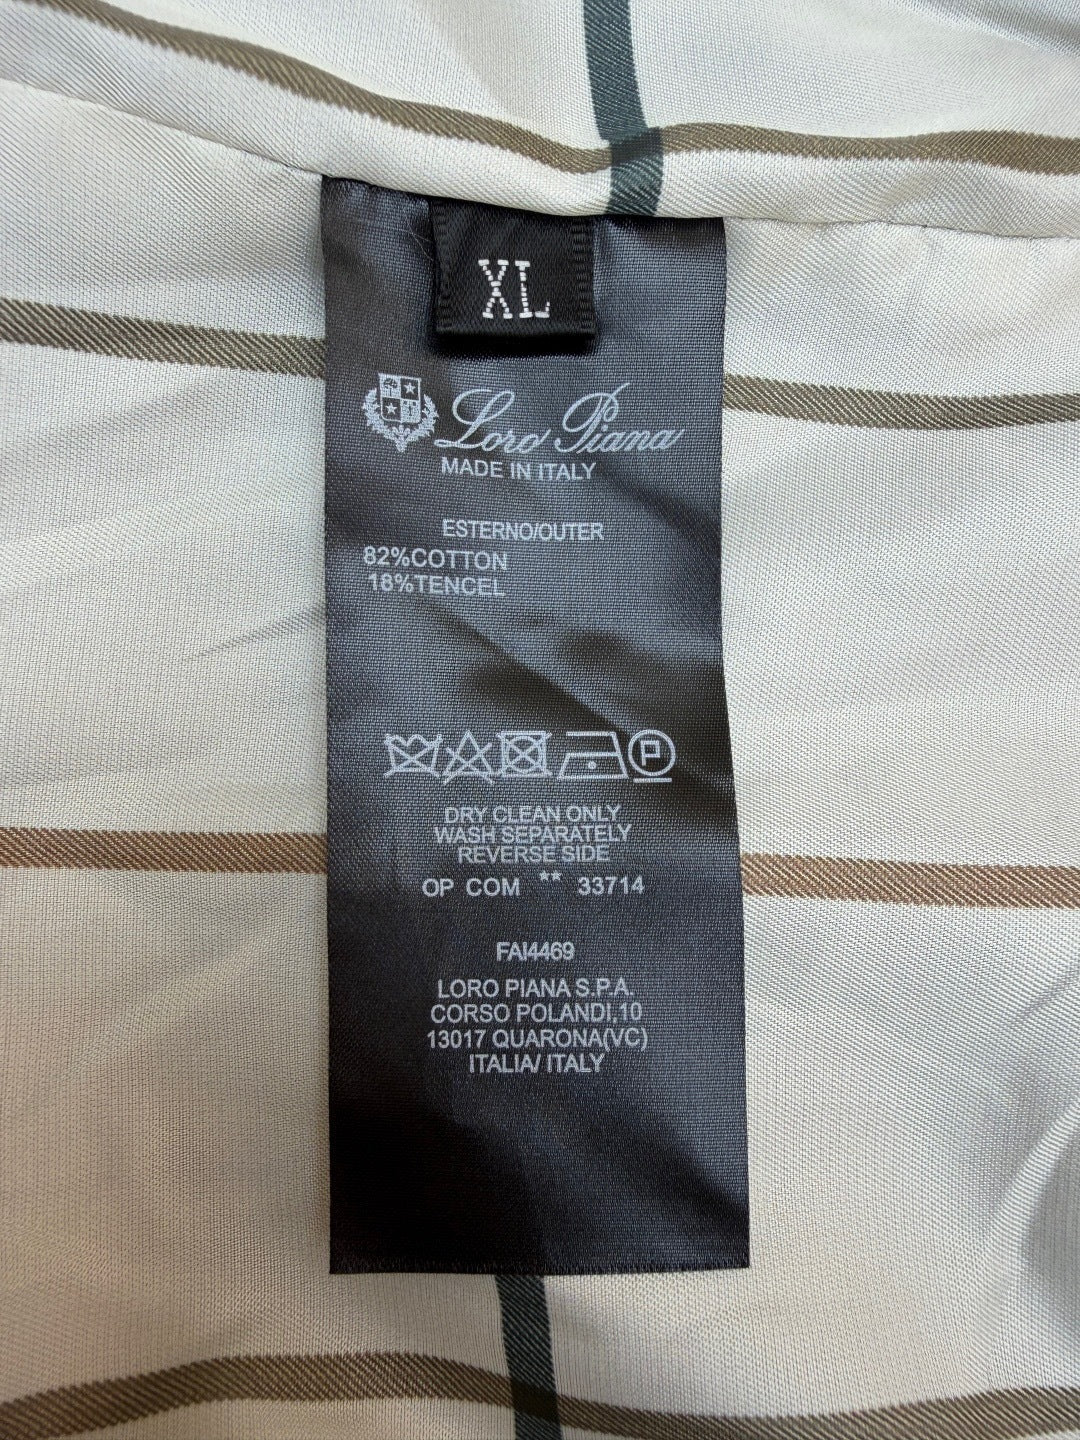 XL
Loro Piana
MADE IN ITALY
ESTERNO/OUTER
82%COTTON
18%TENCEL
P
DRY CLEAN ONLY
WASH SEPARATELY
REVERSE SIDE
OP COM ** 33714
FAI4469
LORO PIANA S.P.A.
CORSO POLANDI,10
13017 QUARONA(VC)
ITALIA/ ITALY